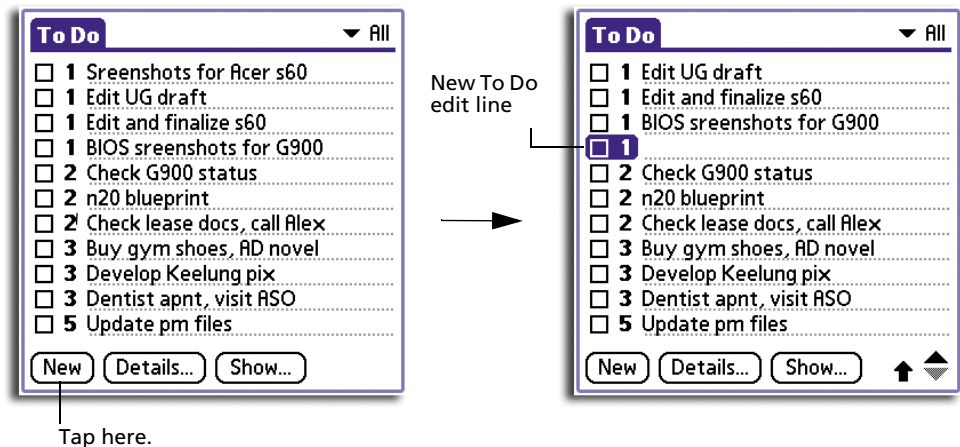 To Do
All
1 Sreenshots for Acer s60
1 Edit UG draft
1 Edit and finalize s60
1 BIOS sreenshots for G900
2 Check G900 status
2 n20 blueprint
2 Check lease docs, call Alex
3 Buy gym shoes, AD novel
3 Develop Keelung pix
3 Dentist apnt, visit ASO
5 Update pm files
New Details... Show...
Tap here.
New To Do
edit line
To Do
All
1 Edit UG draft
1 Edit and finalize s60
1 BIOS sreenshots for G900
1
2 Check G900 status
2 n20 blueprint
2 Check lease docs, call Alex
3 Buy gym shoes, AD novel
3 Develop Keelung pix
3 Dentist apnt, visit ASO
5 Update pm files
New Details... Show...